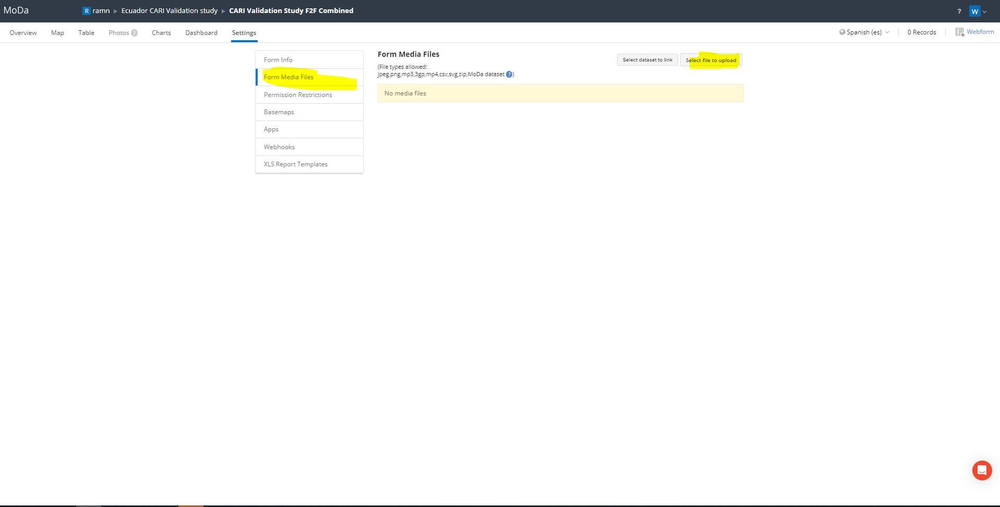 MoDa R ramn ▶ Ecuador CARI Validation study ▶ CARI Validation Study F2F Combined ? W
Overview Map Table Photos ? Charts Dashboard Settings Spanish (es) 0 Records Webform
Form Info
Form Media Files
Permission Restrictions
Basemaps
Apps
Webhooks
XLS Report Templates
Form Media Files
Select dataset to link Select file to upload
(File types allowed:
jpeg,png,mp3,3gp,mp4,csv,svg,zip,MoDa dataset ?)
No media files